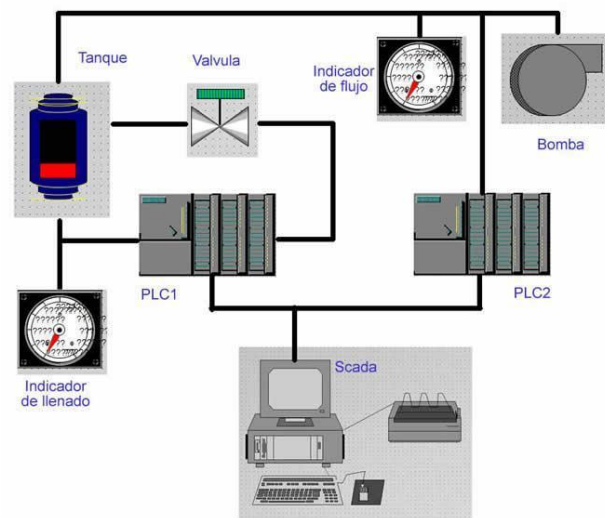 Tanque
Valvula
Indicador
de flujo
?????
Bomba
PLC1
PLC2
Indicador
de llenado
Scada